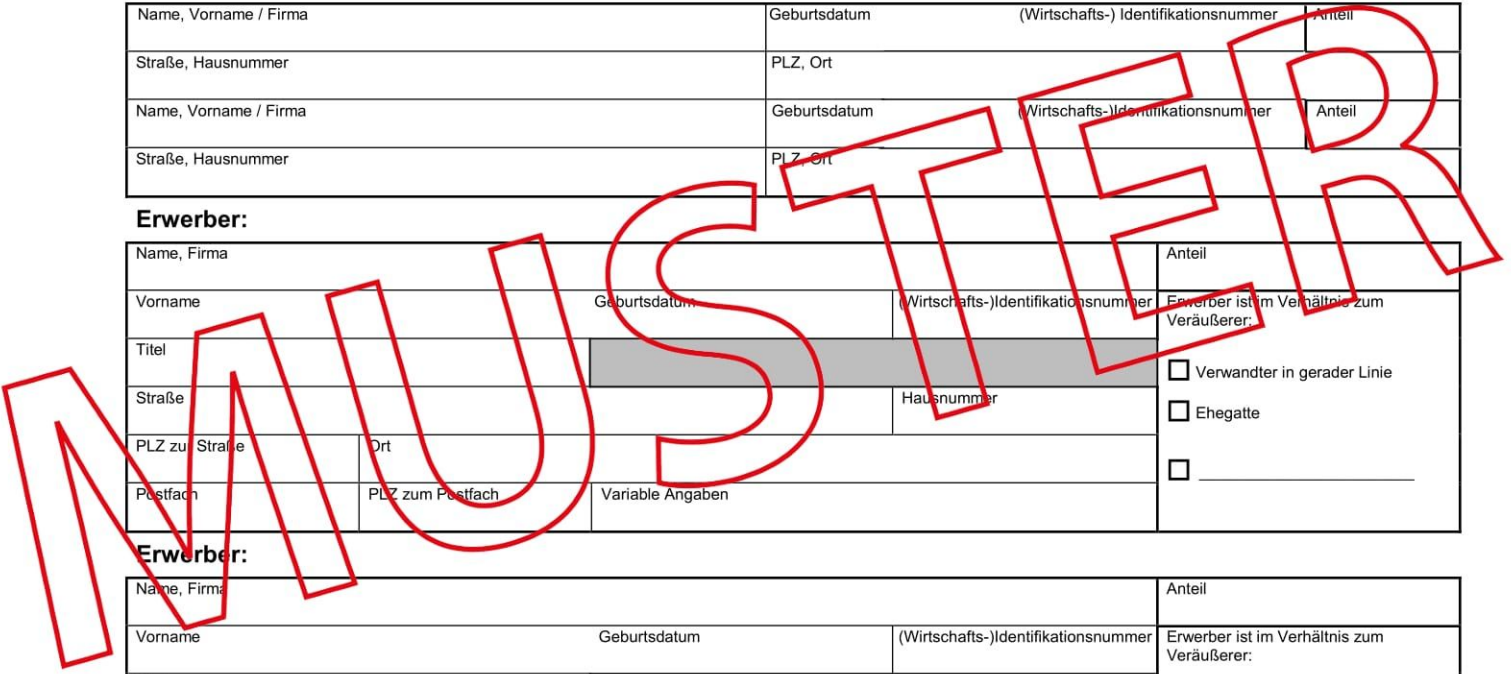 Name, Vorname / Firma Geburtsdatum (Wirtschafts-) Identifikationsnummer Anteil
Straße, Hausnummer PLZ, Ort
Name, Vorname / Firma Geburtsdatum (Wirtschafts-)Identifikationsnummer Anteil
Straße, Hausnummer PLZ, Ort
Erwerber:
Name, Firma Anteil
Vorname Geburtsdatum (Wirtschafts-)Identifikationsnummer Erwerber ist im Verhältnis zum
Veräußerer:
Titel
Verwandter in gerader Linie
Straße Hausnummer
Ehegatte
PLZ zur Straße Ort
Postfach PLZ zum Postfach Variable Angaben
MUSTER
Erwerber:
Name, Firma Anteil
Vorname Geburtsdatum (Wirtschafts-)Identifikationsnummer Erwerber ist im Verhältnis zum
Veräußerer: